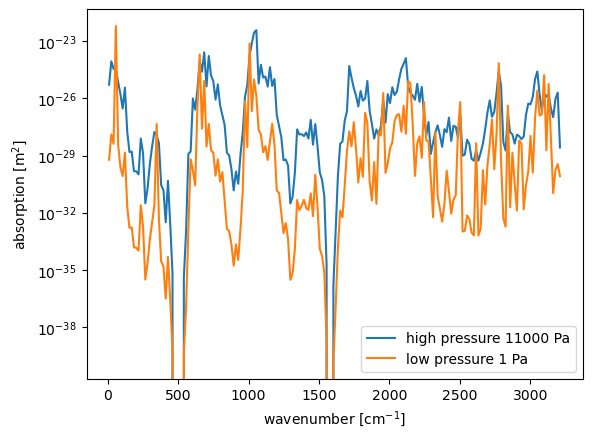 10⁻²³
10⁻²⁶
10⁻²⁹
10⁻³²
10⁻³⁵
10⁻³⁸
absorption [m²]
high pressure 11000 Pa
low pressure 1 Pa
0 500 1000 1500 2000 2500 3000
wavenumber [cm⁻¹]